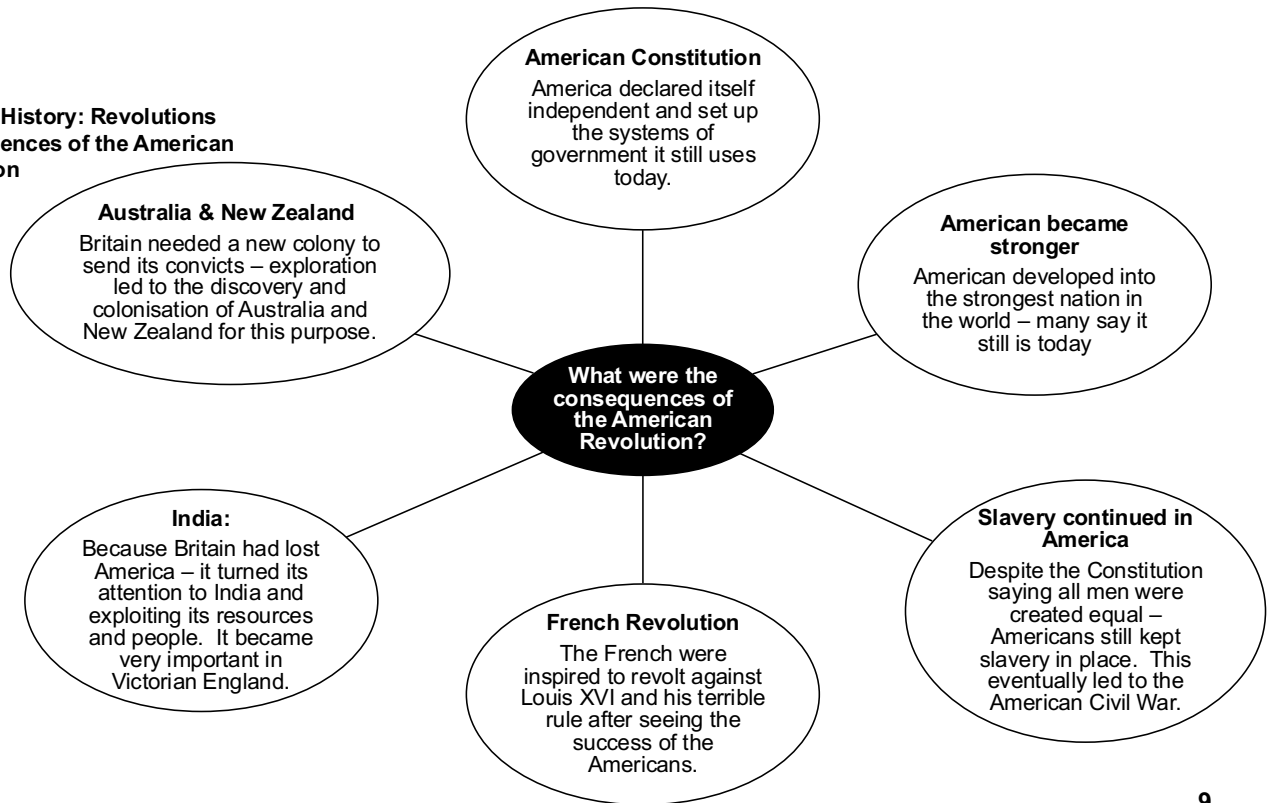 History: Revolutions
ences of the American
on
American Constitution
America declared itself
independent and set up
the systems of
government it still uses
today.
Australia & New Zealand
Britain needed a new colony to
send its convicts – exploration
led to the discovery and
colonisation of Australia and
New Zealand for this purpose.
American became
stronger
American developed into
the strongest nation in
the world – many say it
still is today
What were the
consequences of
the American
Revolution?
India:
Because Britain had lost
America – it turned its
attention to India and
exploiting its resources
and people. It became
very important in
Victorian England.
French Revolution
The French were
inspired to revolt against
Louis XVI and his terrible
rule after seeing the
success of the
Americans.
Slavery continued in
America
Despite the Constitution
saying all men were
created equal –
Americans still kept
slavery in place. This
eventually led to the
American Civil War.
9